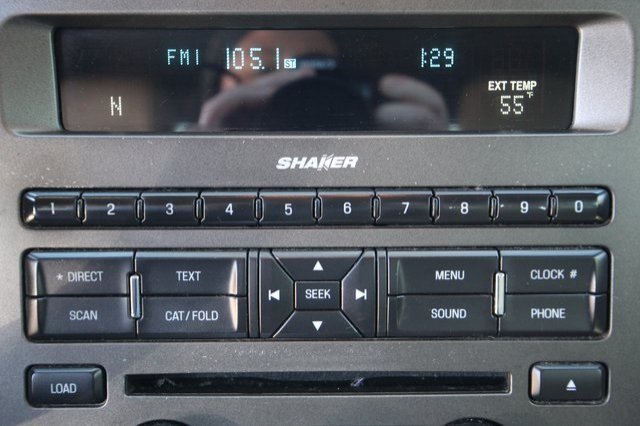 FM1 105.1 ST 1:29
EXT TEMP
N 55°F
SHAKER
1 2 3 4 5 6 7 8 9 0
* DIRECT TEXT MENU CLOCK #
SEEK
SCAN CAT/FOLD SOUND PHONE
LOAD